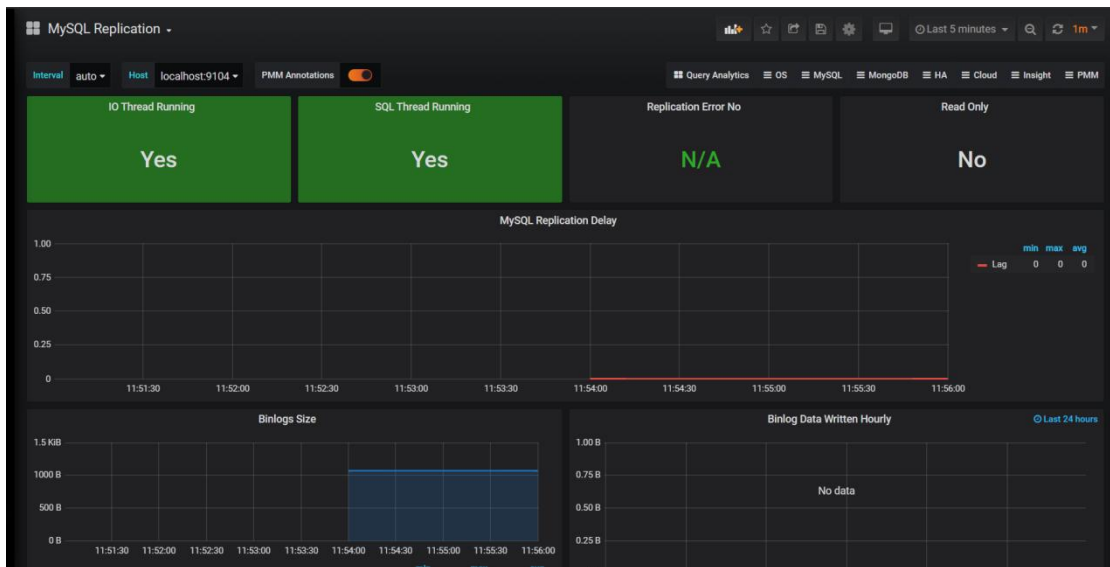 MySQL Replication
Last 5 minutes 1m
Interval auto Host localhost:9104 PMM Annotations Query Analytics OS MySQL MongoDB HA Cloud Insight PMM
IO Thread Running SQL Thread Running Replication Error No Read Only
Yes Yes N/A No
MySQL Replication Delay
1.00
min max avg
Lag 0 0 0
0.75
0.50
0.25
0
11:51:30 11:52:00 11:52:30 11:53:00 11:53:30 11:54:00 11:54:30 11:55:00 11:55:30 11:56:00
Binlogs Size
1.5 KiB
1000 B
500 B
0 B
11:51:30 11:52:00 11:52:30 11:53:00 11:53:30 11:54:00 11:54:30 11:55:00 11:55:30 11:56:00
Binlog Data Written Hourly Last 24 hours
1.00 B
0.75 B
No data
0.50 B
0.25 B